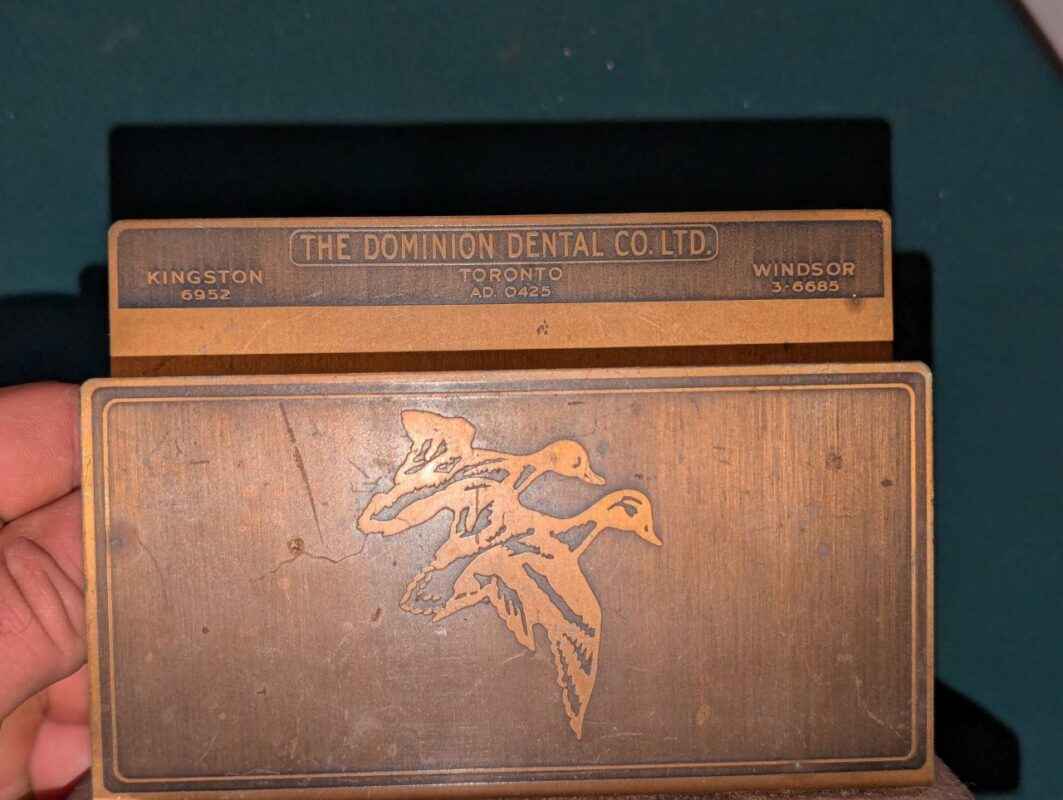 THE DOMINION DENTAL CO. LTD.
KINGSTON
6952
TORONTO
AD. 0425
WINDSOR
3-6685